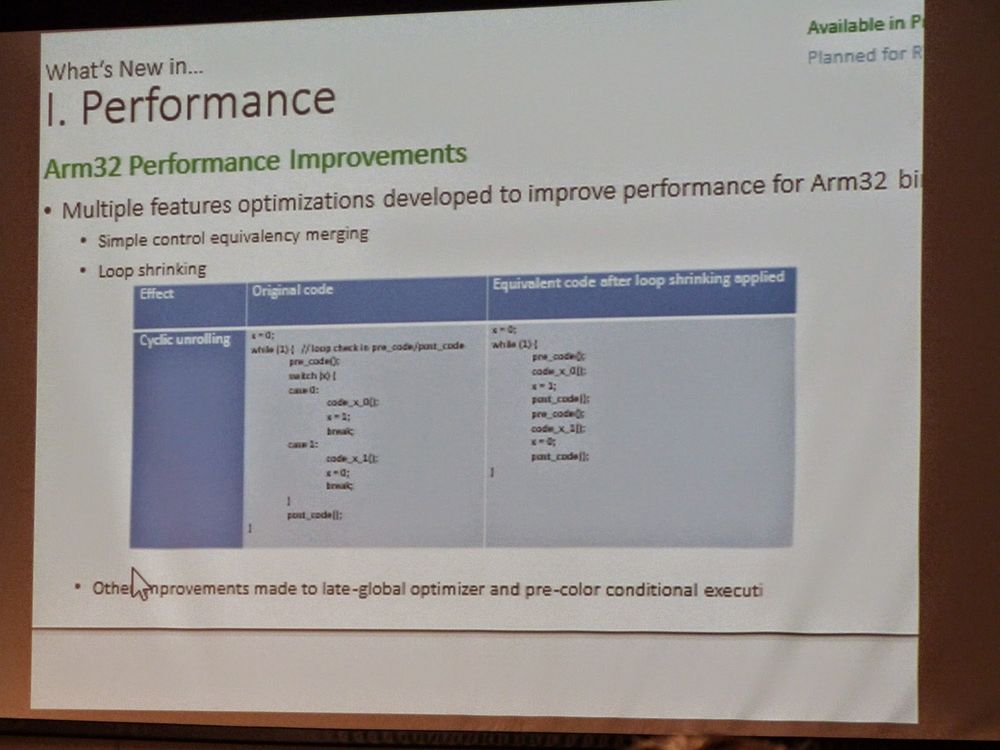 Available in P
Planned for R
What's New in...
I. Performance
Arm32 Performance Improvements
• Multiple features optimizations developed to improve performance for Arm32 bi
• Simple control equivalency merging
• Loop shrinking
Effect
Original code
Equivalent code after loop shrinking applied
Cyclic unrolling
x = 0;
while (1) { //loop check in pre_code/post_code
pre_code();
switch (x) {
case 0:
code_x_0();
x = 1;
break;
case 1:
code_x_1();
x = 0;
break;
}
post_code();
}
x = 0;
while (1) {
pre_code();
code_x_0();
x = 1;
post_code();
pre_code();
code_x_1();
x = 0;
post_code();
}
• Othe mprovements made to late-global optimizer and pre-color conditional executi